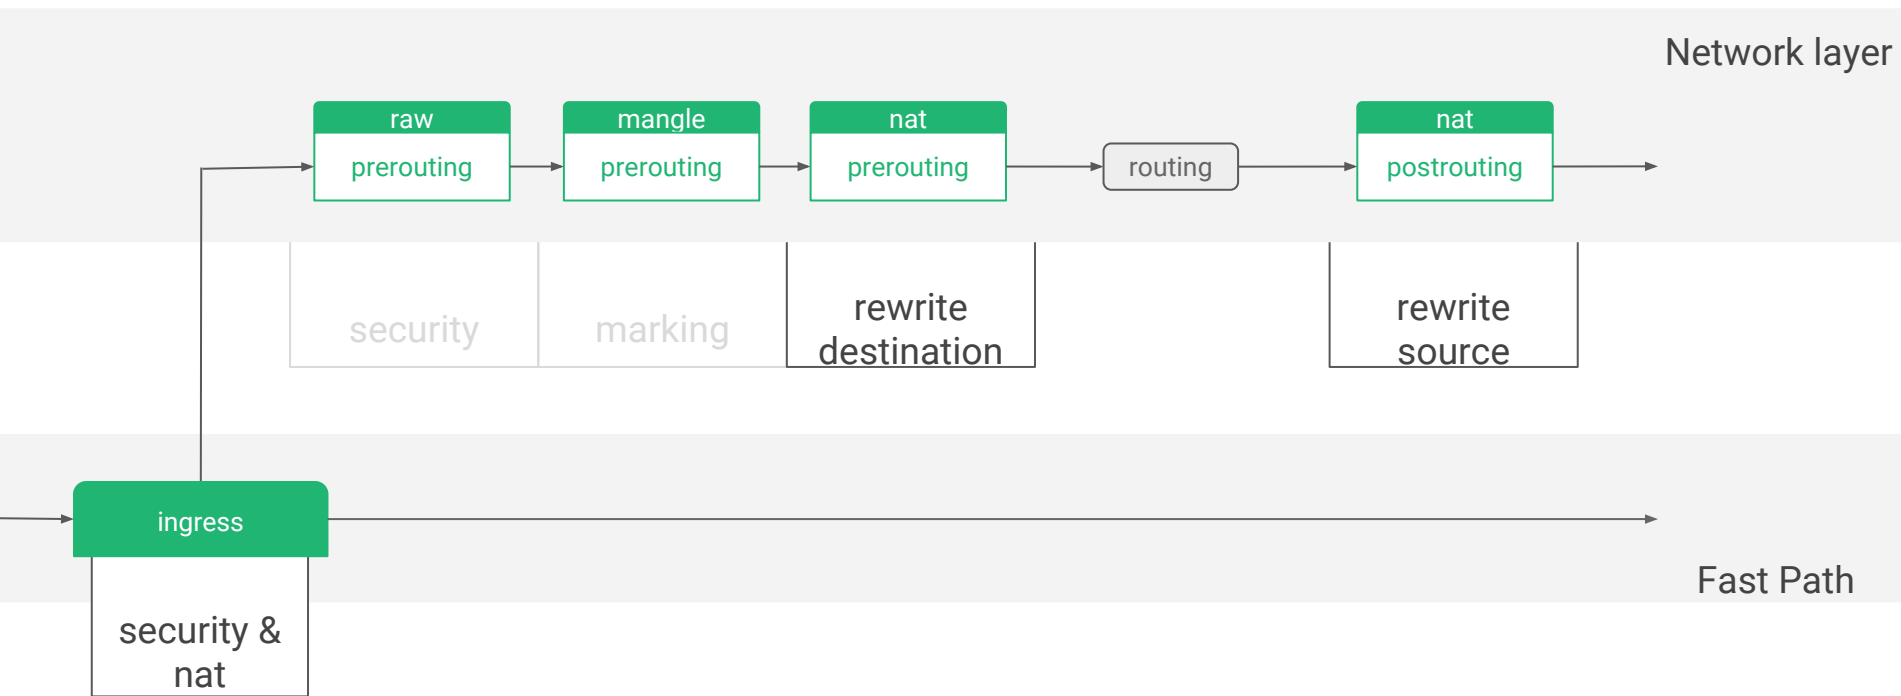 Network layer
raw
prerouting
mangle
prerouting
nat
prerouting
routing
nat
postrouting
security
marking
rewrite
destination
rewrite
source
ingress
security &
nat
Fast Path